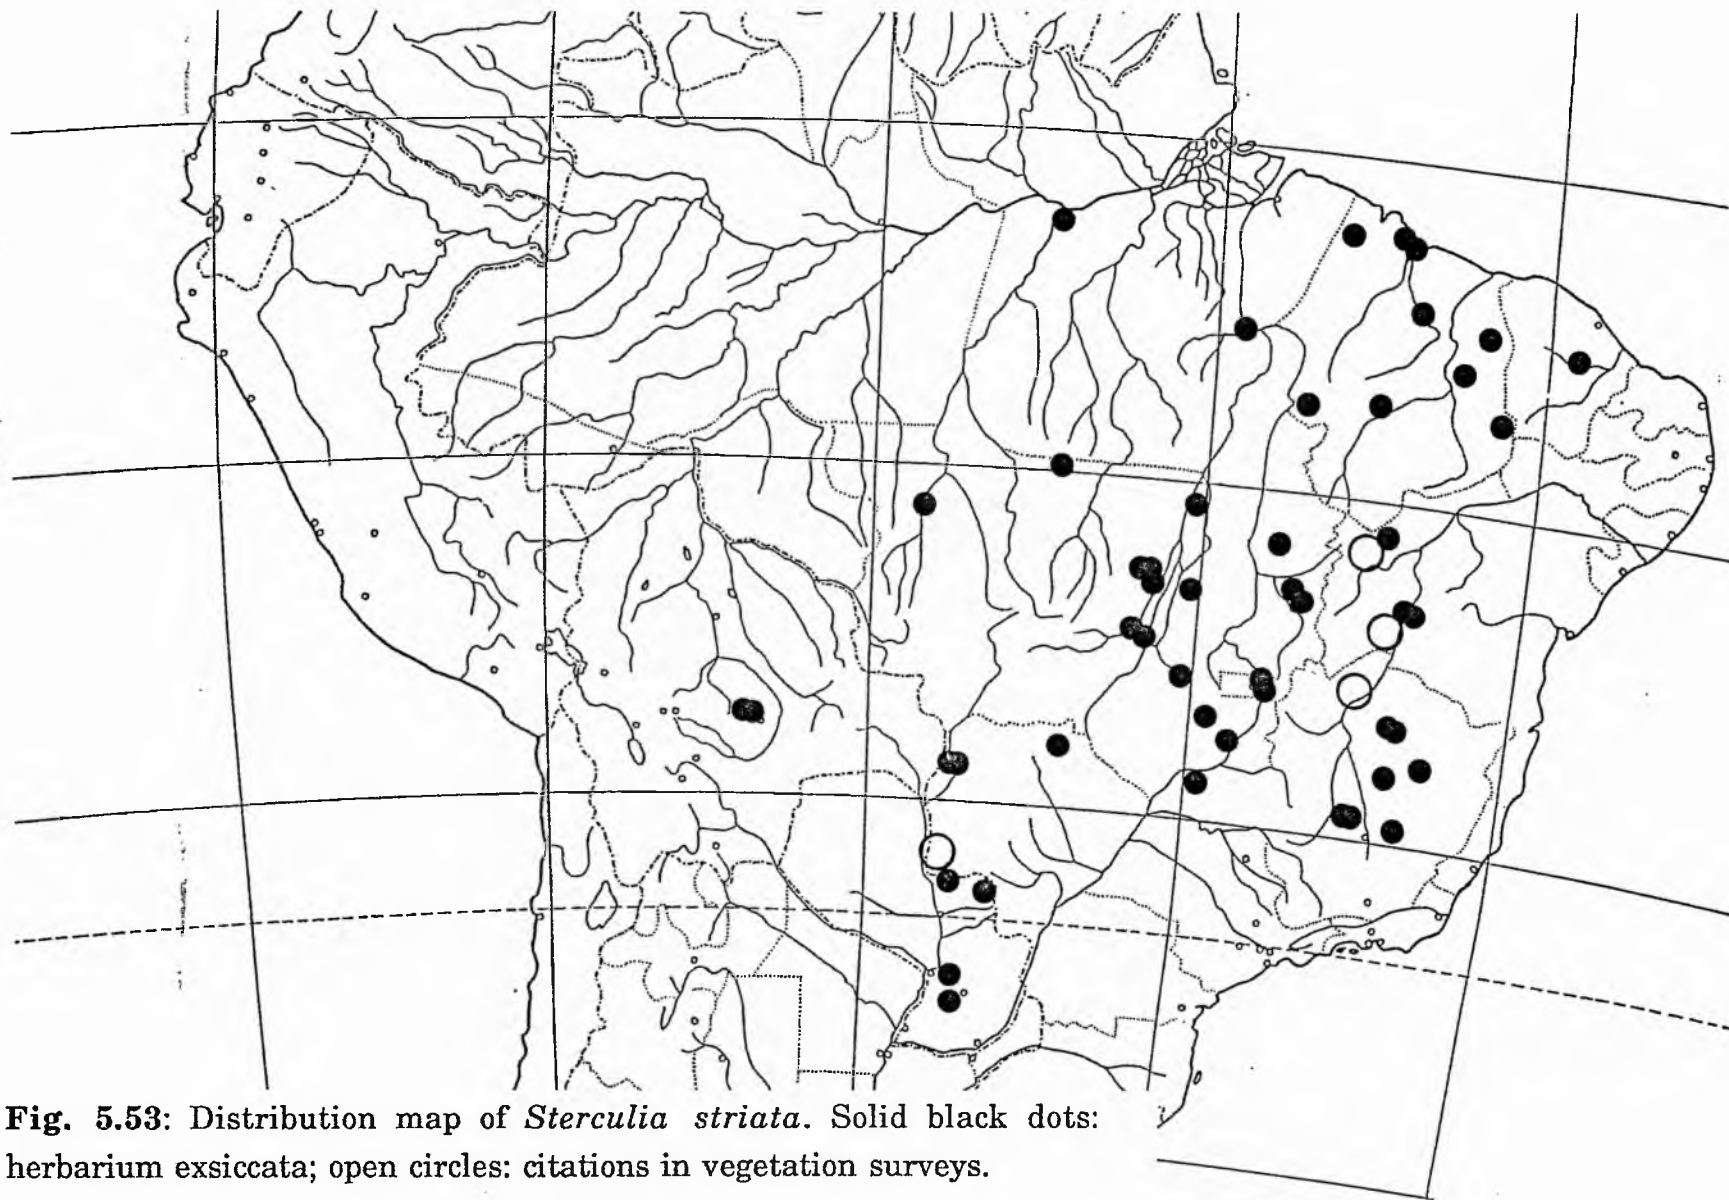 Fig. 5.53: Distribution map of Sterculia striata. Solid black dots:
herbarium exsiccata; open circles: citations in vegetation surveys.